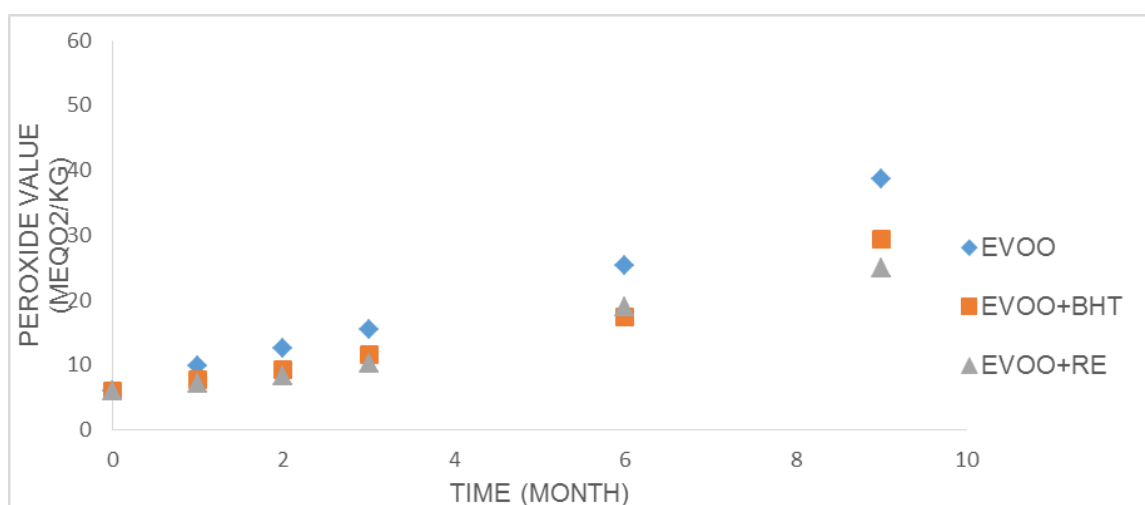 60
50
40
30
20
10
0
PEROXIDE VALUE
(MEQO2/KG)
0
2
4
6
8
10
TIME (MONTH)
EVOO
EVOO+BHT
EVOO+RE